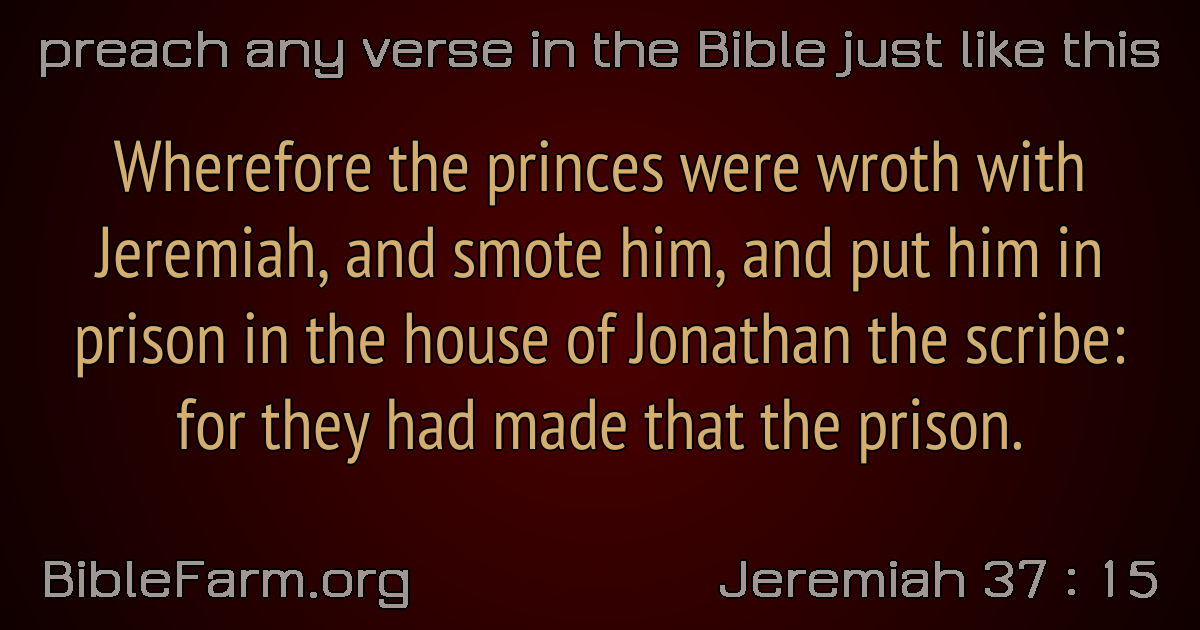 preach any verse in the Bible just like this
Wherefore the princes were wroth with
Jeremiah, and smote him, and put him in
prison in the house of Jonathan the scribe:
for they had made that the prison.
BibleFarm.org
Jeremiah 37 : 15